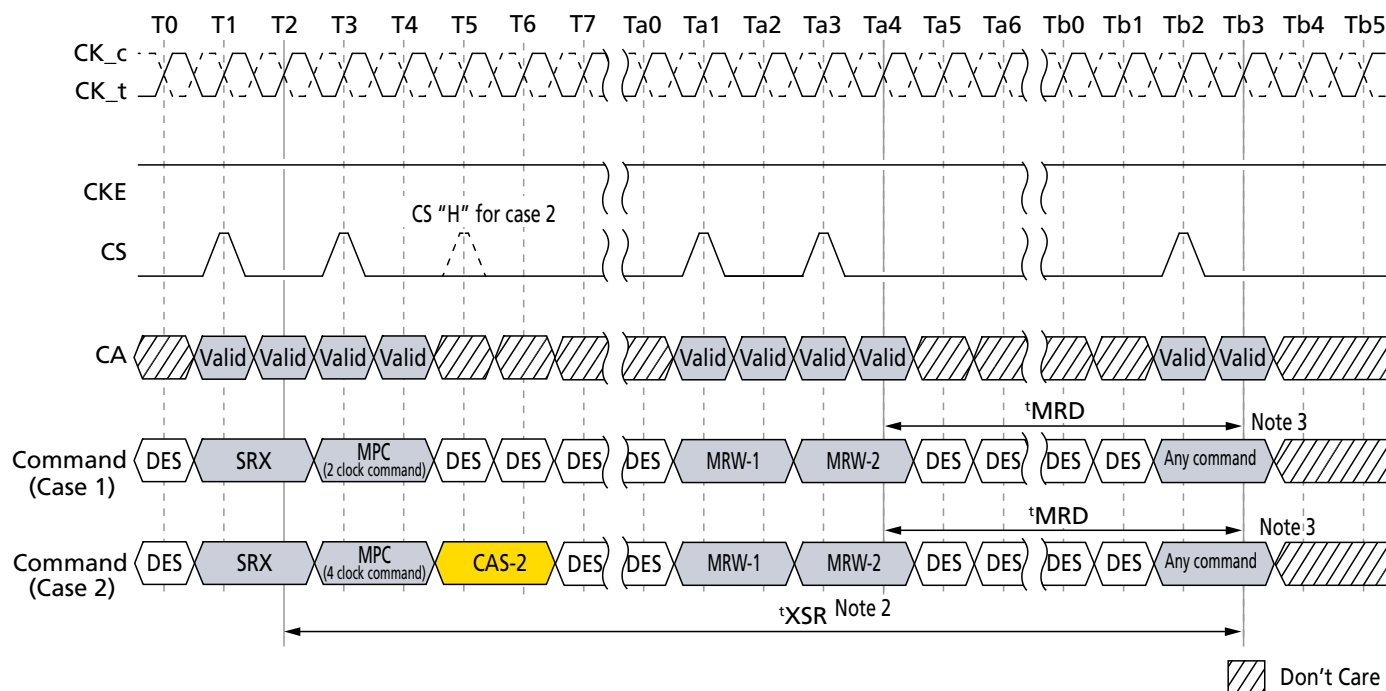 T0 T1 T2 T3 T4 T5 T6 T7 Ta0 Ta1 Ta2 Ta3 Ta4 Ta5 Ta6 Tb0 Tb1 Tb2 Tb3 Tb4 Tb5
CK_c
CK_t
CKE
CS "H" for case 2
CS
CA Valid Valid Valid Valid Valid Valid Valid Valid Valid Valid
tMRD Note 3
Command (Case 1) DES SRX MPC (2 clock command) DES DES DES DES MRW-1 MRW-2 DES DES DES DES Any command
tMRD Note 3
Command (Case 2) DES SRX MPC (4 clock command) CAS-2 DES DES MRW-1 MRW-2 DES DES DES DES Any command
tXSR Note 2
Don't Care